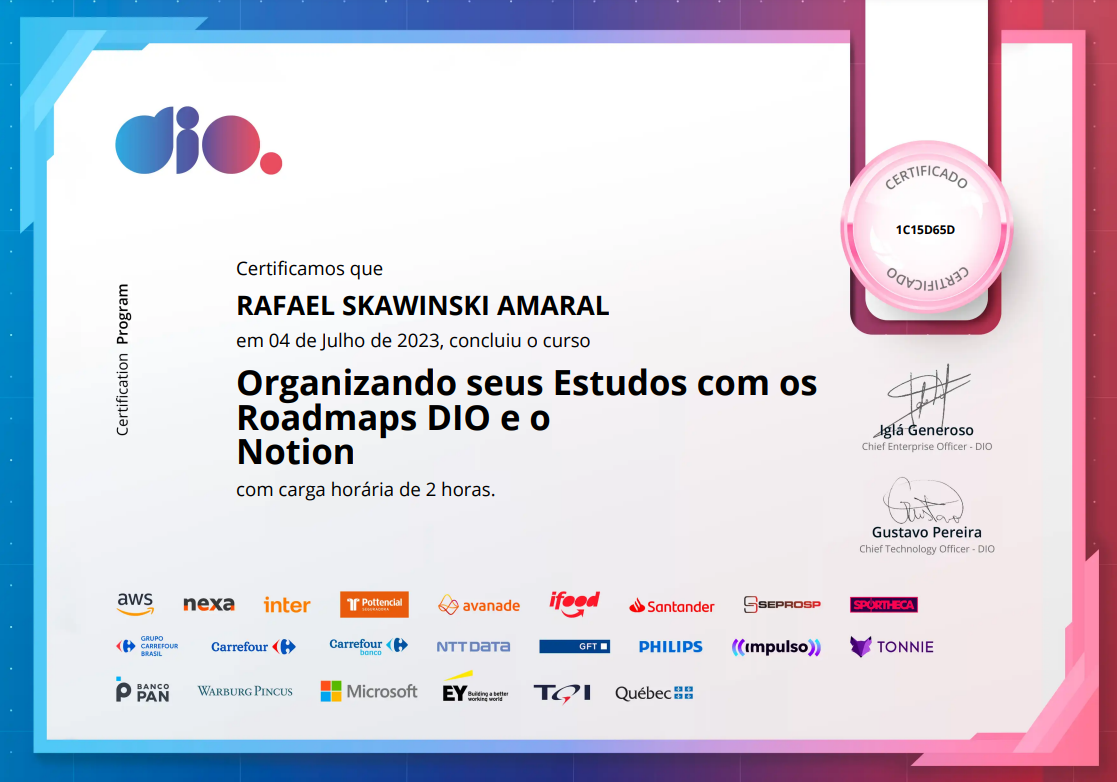 dio.
CERTIFICADO
1C15D65D
CERTIFICADO
Certification Program
Certificamos que
RAFAEL SKAWINSKI AMARAL
em 04 de Julho de 2023, concluiu o curso
Organizando seus Estudos com os
Roadmaps DIO e o
Notion
com carga horária de 2 horas.
Iglá Generoso
Chief Enterprise Officer - DIO
Gustavo Pereira
Chief Technology Officer - DIO
aws nexa inter Pottencial SEGURADORA avanade ifood Santander SEPROSP SPORTHECA
GRUPO CARREFOUR BRASIL Carrefour Carrefour banco NTT DATA GFT PHILIPS impulso TONNIE
BANCO PAN WARBURG PINCUS Microsoft EY Building a better working world TQI Québec